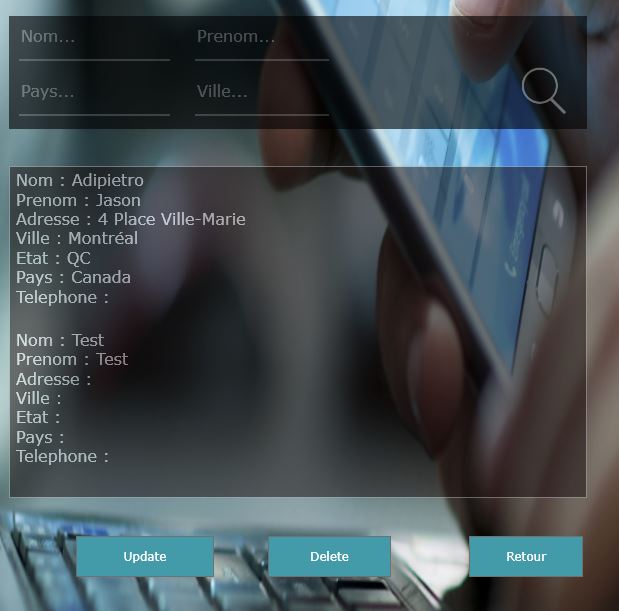 Nom... Prenom...
Pays... Ville...
Nom : Adipietro
Prenom : Jason
Adresse : 4 Place Ville-Marie
Ville : Montréal
Etat : QC
Pays : Canada
Telephone :
Nom : Test
Prenom : Test
Adresse :
Ville :
Etat :
Pays :
Telephone :
Update Delete Retour